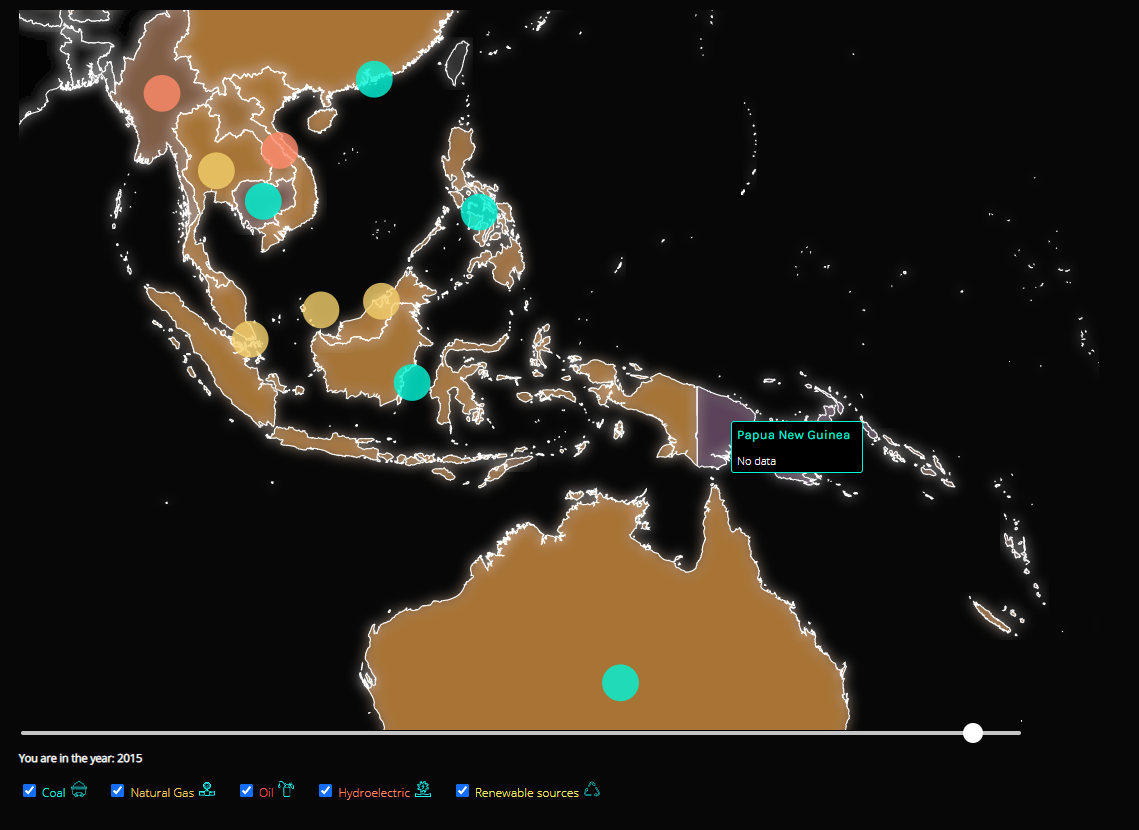 Papua New Guinea
No data
You are in the year: 2015
Coal Natural Gas Oil Hydroelectric Renewable sources